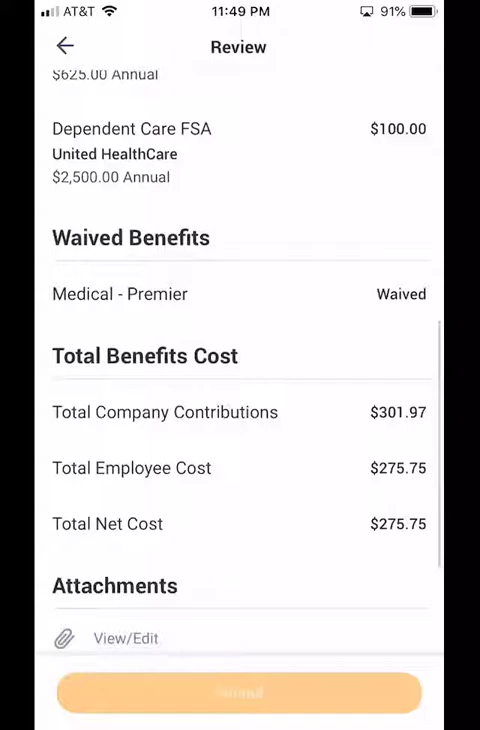 AT&T 11:49 PM 91%
Review
$625.00 Annual
Dependent Care FSA $100.00
United HealthCare
$2,500.00 Annual
Waived Benefits
Medical - Premier Waived
Total Benefits Cost
Total Company Contributions $301.97
Total Employee Cost $275.75
Total Net Cost $275.75
Attachments
View/Edit
Submit